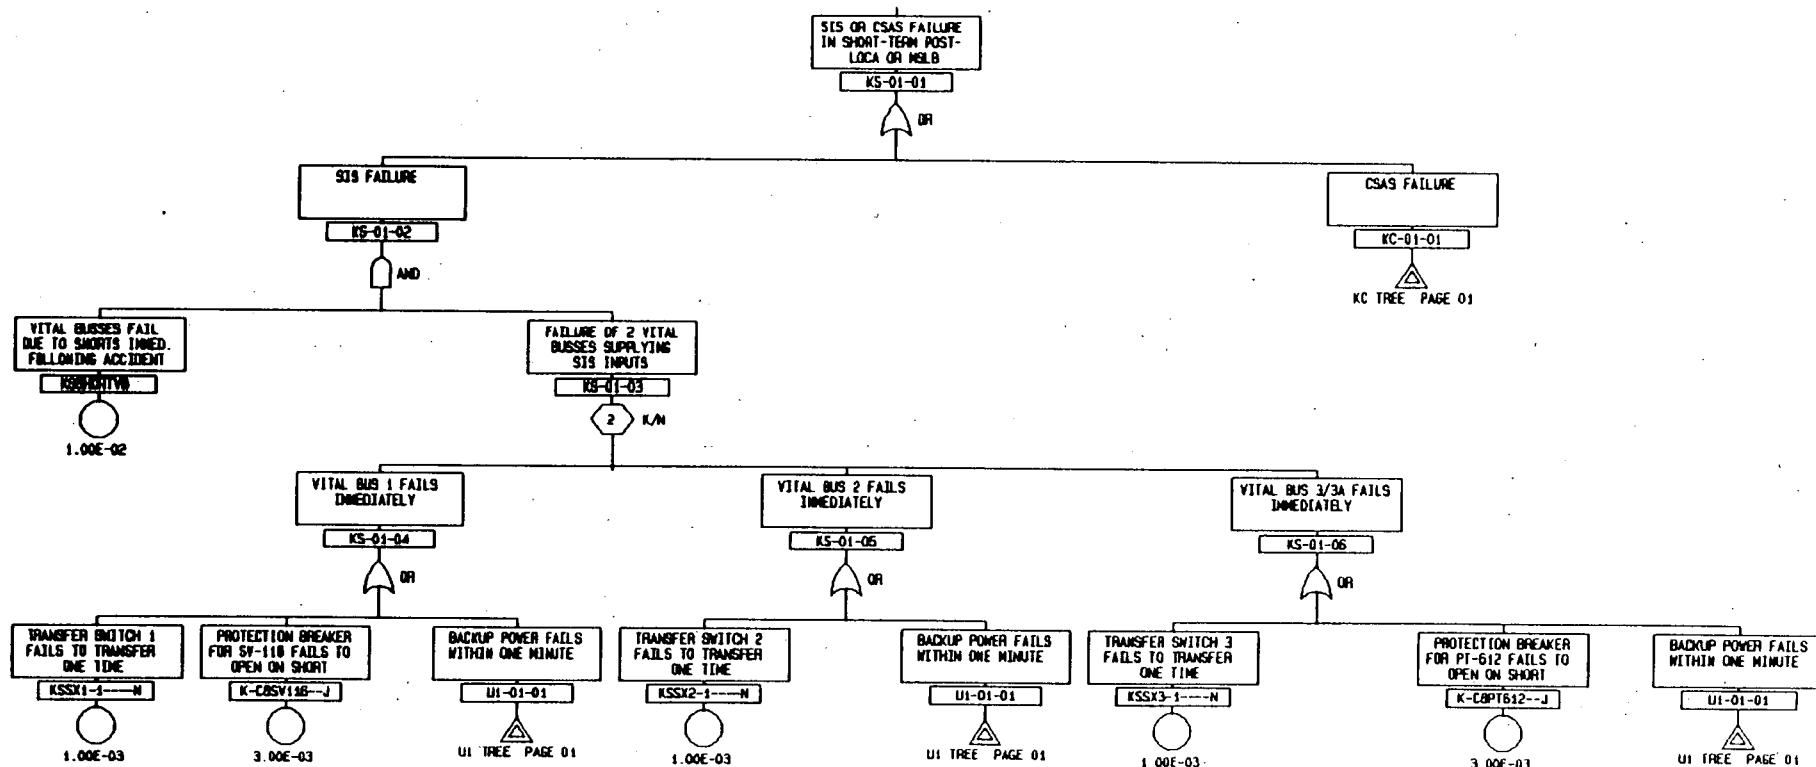 SIS OR CSAS FAILURE
IN SHORT-TERM POST-
LOCA OR MSLB
KS-01-01
OR
SIS FAILURE
KS-01-02
AND
CSAS FAILURE
KC-01-01
KC TREE PAGE 01
VITAL BUSSES FAIL
DUE TO SHORTS IMMED.
FOLLOWING ACCIDENT
1.00E-02
FAILURE OF 2 VITAL
BUSSES SUPPLYING
SIS INPUTS
KS-01-03
2 K/N
VITAL BUS 1 FAILS
IMMEDIATELY
KS-01-04
OR
VITAL BUS 2 FAILS
IMMEDIATELY
KS-01-05
OR
VITAL BUS 3/3A FAILS
IMMEDIATELY
KS-01-06
OR
TRANSFER SWITCH 1
FAILS TO TRANSFER
ONE TIME
KSSX1-1----N
1.00E-03
PROTECTION BREAKER
FOR SV-116 FAILS TO
OPEN ON SHORT
K-C8SV116--J
3.00E-03
BACKUP POWER FAILS
WITHIN ONE MINUTE
U1-01-01
U1 TREE PAGE 01
TRANSFER SWITCH 2
FAILS TO TRANSFER
ONE TIME
KSSX2-1----N
1.00E-03
BACKUP POWER FAILS
WITHIN ONE MINUTE
U1-01-01
U1 TREE PAGE 01
TRANSFER SWITCH 3
FAILS TO TRANSFER
ONE TIME
KSSX3-1----N
1.00E-03
PROTECTION BREAKER
FOR PT-612 FAILS TO
OPEN ON SHORT
K-C8PT612--J
3.00E-03
BACKUP POWER FAILS
WITHIN ONE MINUTE
U1-01-01
U1 TREE PAGE 01